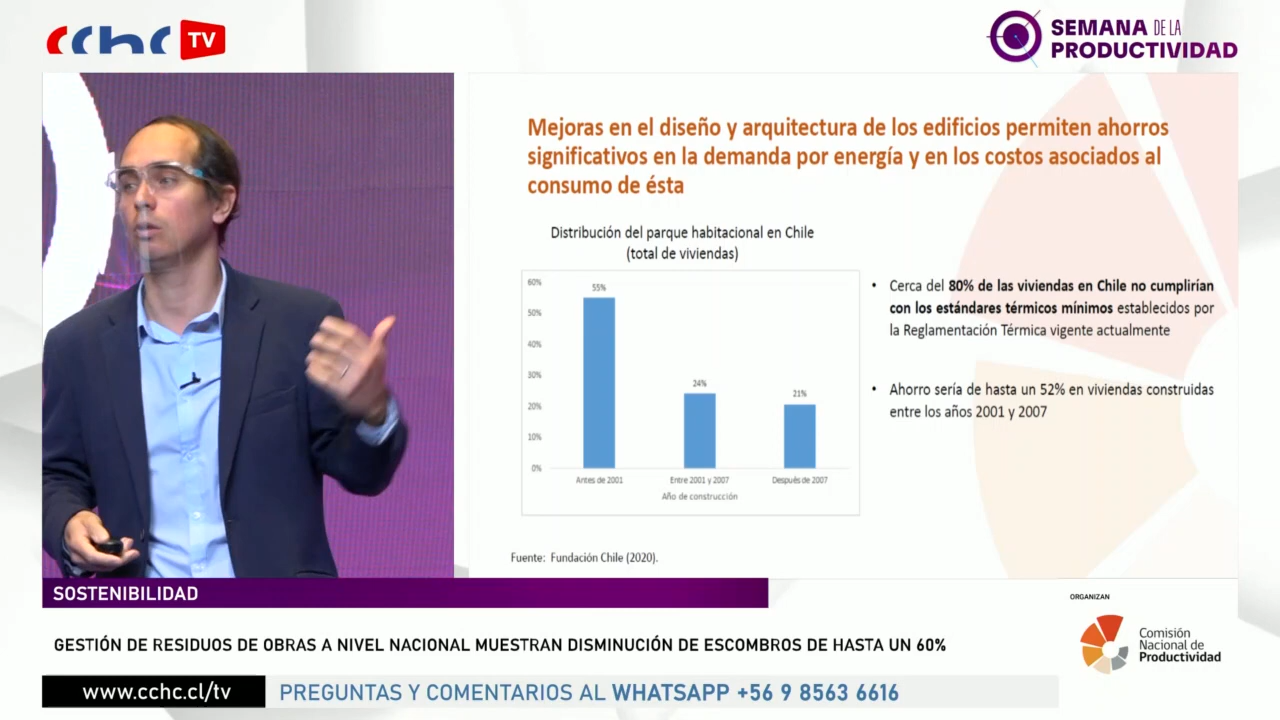 cchc TV
SEMANA DE LA
PRODUCTIVIDAD
Mejoras en el diseño y arquitectura de los edificios permiten ahorros
significativos en la demanda por energía y en los costos asociados al
consumo de ésta
Distribución del parque habitacional en Chile
(total de viviendas)
60%
50%
40%
30%
20%
10%
0%
55%
24%
21%
Antes de 2001
Entre 2001 y 2007
Después de 2007
Año de construcción
• Cerca del 80% de las viviendas en Chile no cumplirían
con los estándares térmicos mínimos establecidos por
la Reglamentación Térmica vigente actualmente
• Ahorro sería de hasta un 52% en viviendas construidas
entre los años 2001 y 2007
Fuente: Fundación Chile (2020).
SOSTENIBILIDAD
GESTIÓN DE RESIDUOS DE OBRAS A NIVEL NACIONAL MUESTRAN DISMINUCIÓN DE ESCOMBROS DE HASTA UN 60%
ORGANIZAN
Comisión
Nacional de
Productividad
www.cchc.cl/tv
PREGUNTAS Y COMENTARIOS AL WHATSAPP +56 9 8563 6616